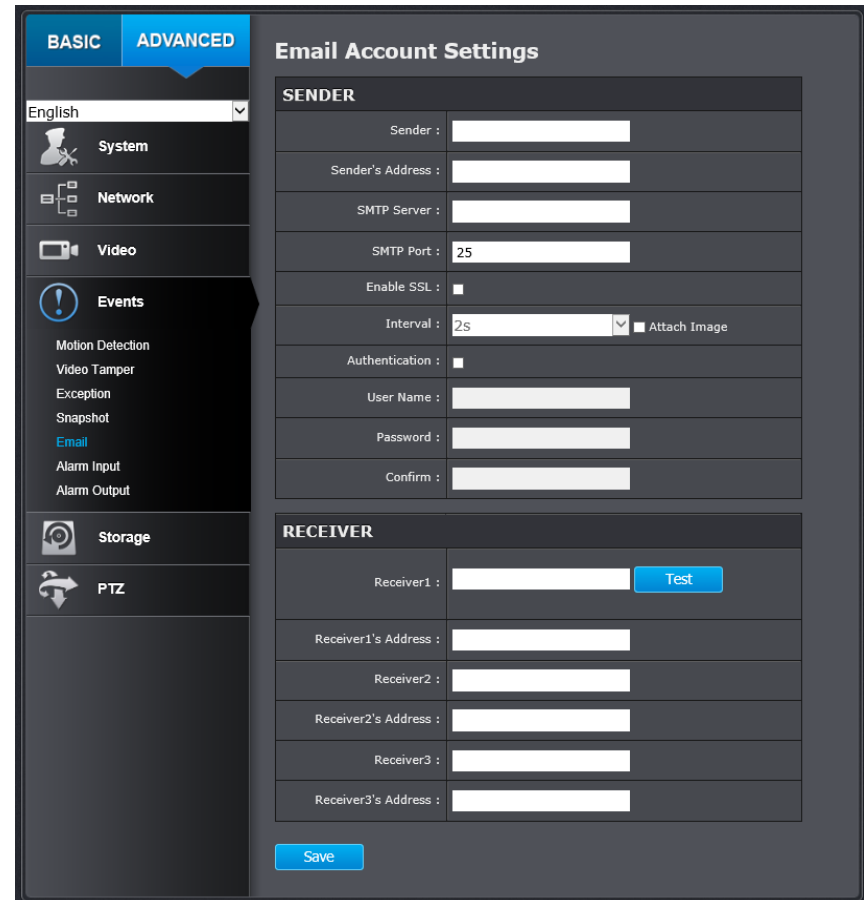 BASIC ADVANCED
English
System
Network
Video
Events
Motion Detection
Video Tamper
Exception
Snapshot
Email
Alarm Input
Alarm Output
Storage
PTZ
Email Account Settings
SENDER
Sender :
Sender's Address :
SMTP Server :
SMTP Port : 25
Enable SSL :
Interval : 2s Attach Image
Authentication :
User Name :
Password :
Confirm :
RECEIVER
Receiver1 : Test
Receiver1's Address :
Receiver2 :
Receiver2's Address :
Receiver3 :
Receiver3's Address :
Save